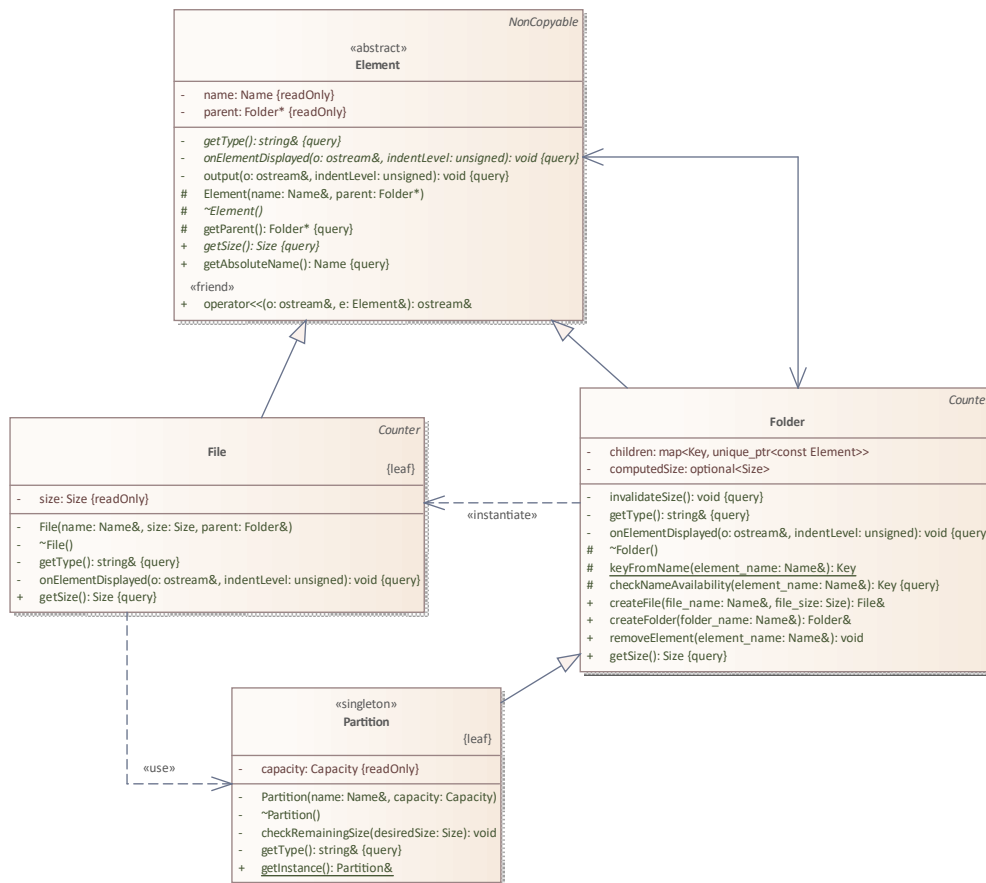 NonCopyable
«abstract»
Element
- name: Name {readOnly}
- parent: Folder* {readOnly}
- getType(): string& {query}
- onElementDisplayed(o: ostream&, indentLevel: unsigned): void {query}
- output(o: ostream&, indentLevel: unsigned): void {query}
# Element(name: Name&, parent: Folder*)
# ~Element()
# getParent(): Folder* {query}
+ getSize(): Size {query}
+ getAbsoluteName(): Name {query}
«friend»
+ operator<<(o: ostream&, e: Element&): ostream&
Counter
File
{leaf}
- size: Size {readOnly}
- File(name: Name&, size: Size, parent: Folder&)
- ~File()
- getType(): string& {query}
- onElementDisplayed(o: ostream&, indentLevel: unsigned): void {query}
+ getSize(): Size {query}
«instantiate»
Counte
Folder
- children: map<Key, unique_ptr<const Element>>
- computedSize: optional<Size>
- invalidateSize(): void {query}
- getType(): string& {query}
- onElementDisplayed(o: ostream&, indentLevel: unsigned): void {query
# ~Folder()
# keyFromName(element_name: Name&): Key
# checkNameAvailability(element_name: Name&): Key {query}
+ createFile(file_name: Name&, file_size: Size): File&
+ createFolder(folder_name: Name&): Folder&
+ removeElement(element_name: Name&): void
+ getSize(): Size {query}
«use»
«singleton»
Partition
{leaf}
- capacity: Capacity {readOnly}
- Partition(name: Name&, capacity: Capacity)
- ~Partition()
- checkRemainingSize(desiredSize: Size): void
- getType(): string& {query}
+ getInstance(): Partition&